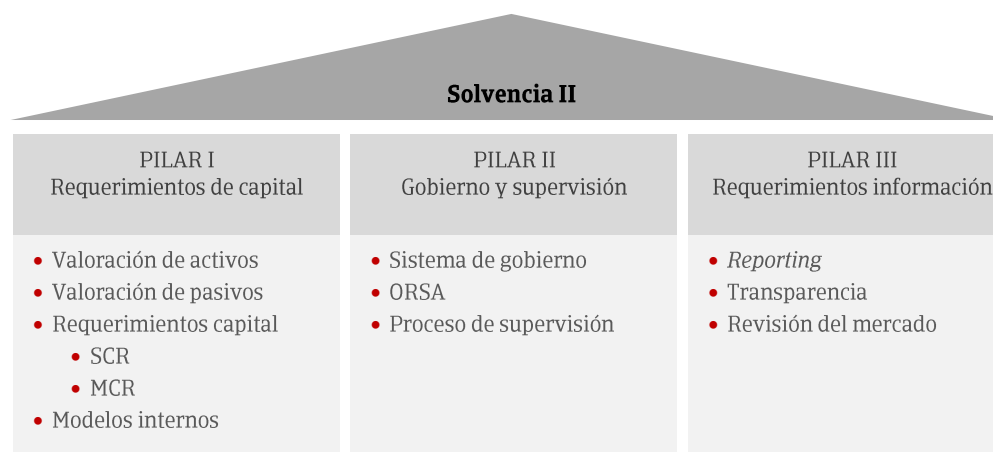 Solvencia II
PILAR I
Requerimientos de capital
Valoración de activos
Valoración de pasivos
Requerimientos capital
SCR
MCR
Modelos internos
PILAR II
Gobierno y supervisión
Sistema de gobierno
ORSA
Proceso de supervisión
PILAR III
Requerimientos información
Reporting
Transparencia
Revisión del mercado